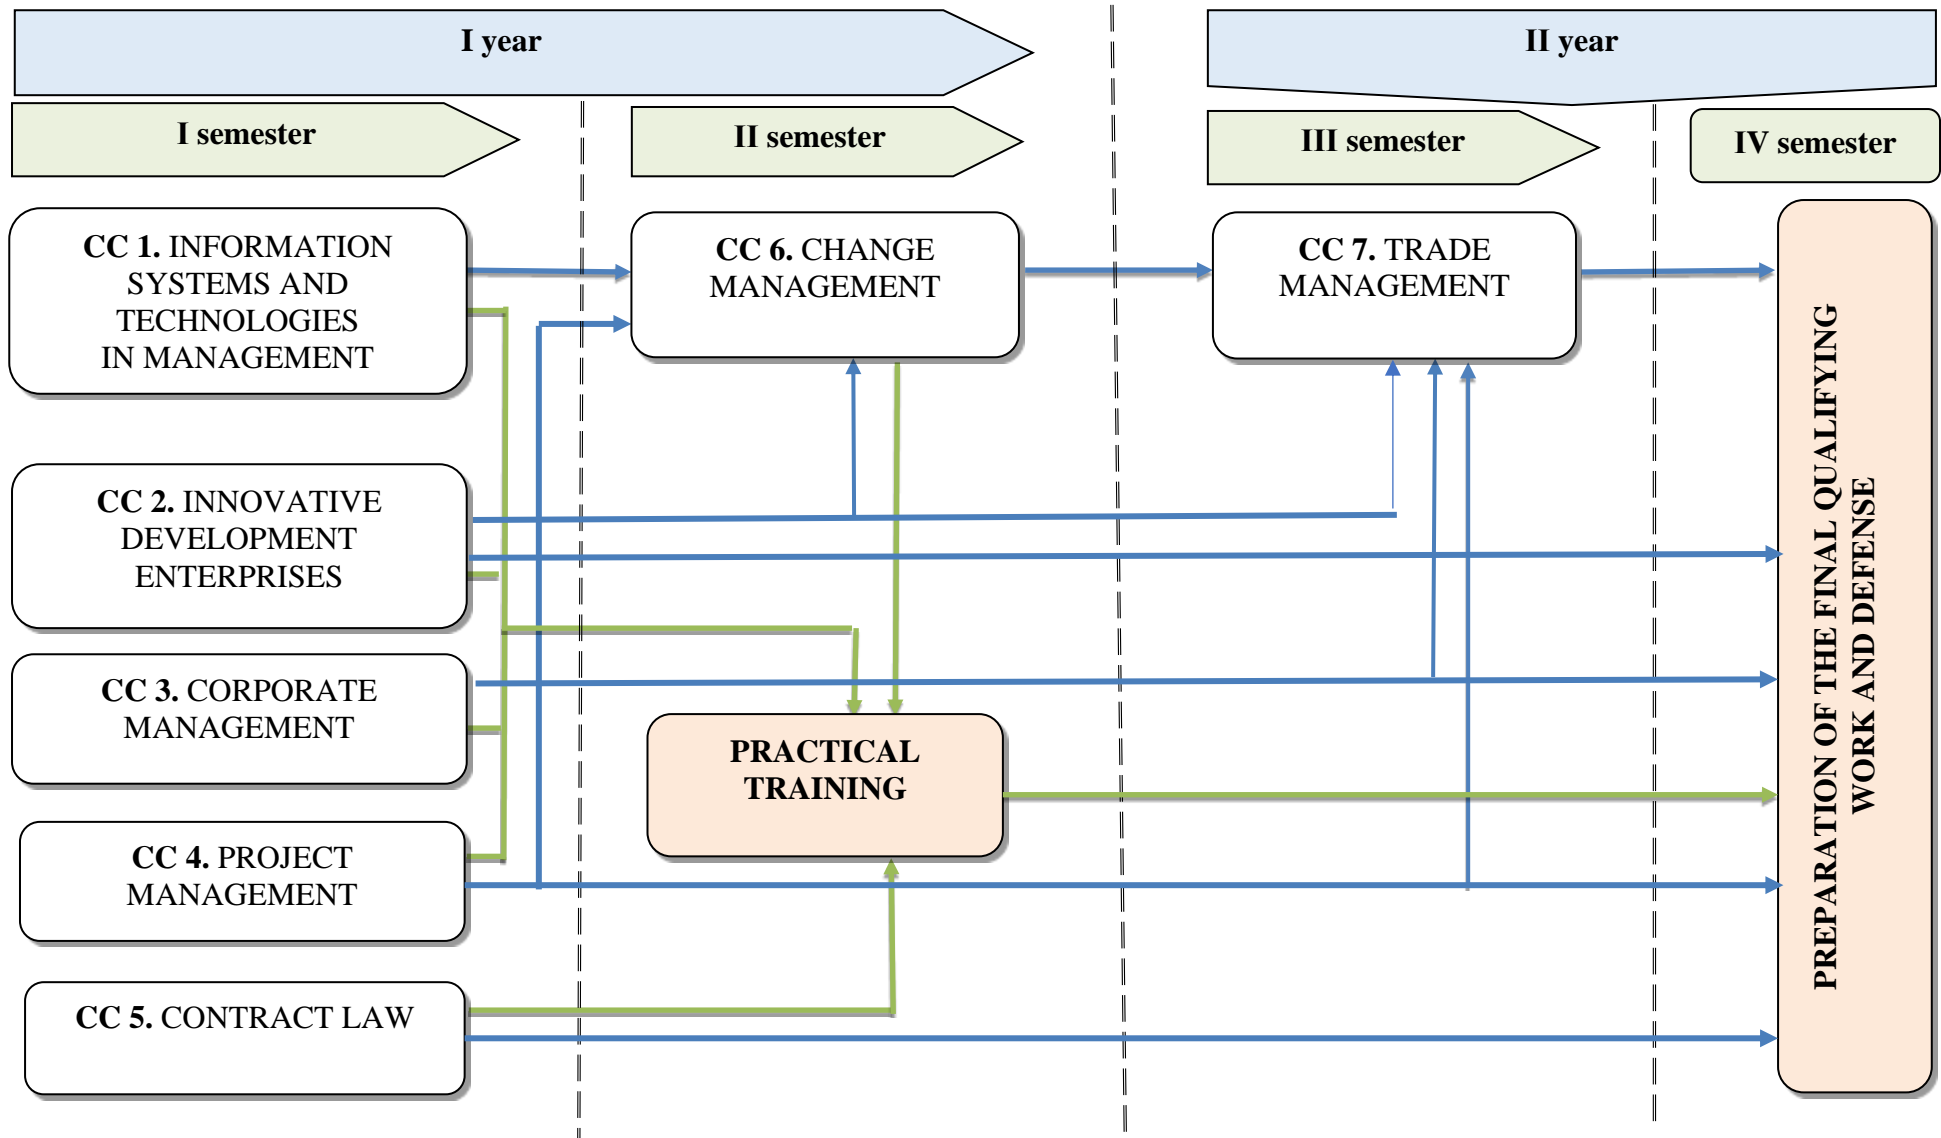 I year
II year
I semester
II semester
III semester
IV semester
CC 1. INFORMATION
SYSTEMS AND
TECHNOLOGIES
IN MANAGEMENT
CC 6. CHANGE
MANAGEMENT
CC 7. TRADE
MANAGEMENT
CC 2. INNOVATIVE
DEVELOPMENT
ENTERPRISES
CC 3. CORPORATE
MANAGEMENT
PRACTICAL
TRAINING
CC 4. PROJECT
MANAGEMENT
CC 5. CONTRACT LAW
PREPARATION OF THE FINAL QUALIFYING
WORK AND DEFENSE